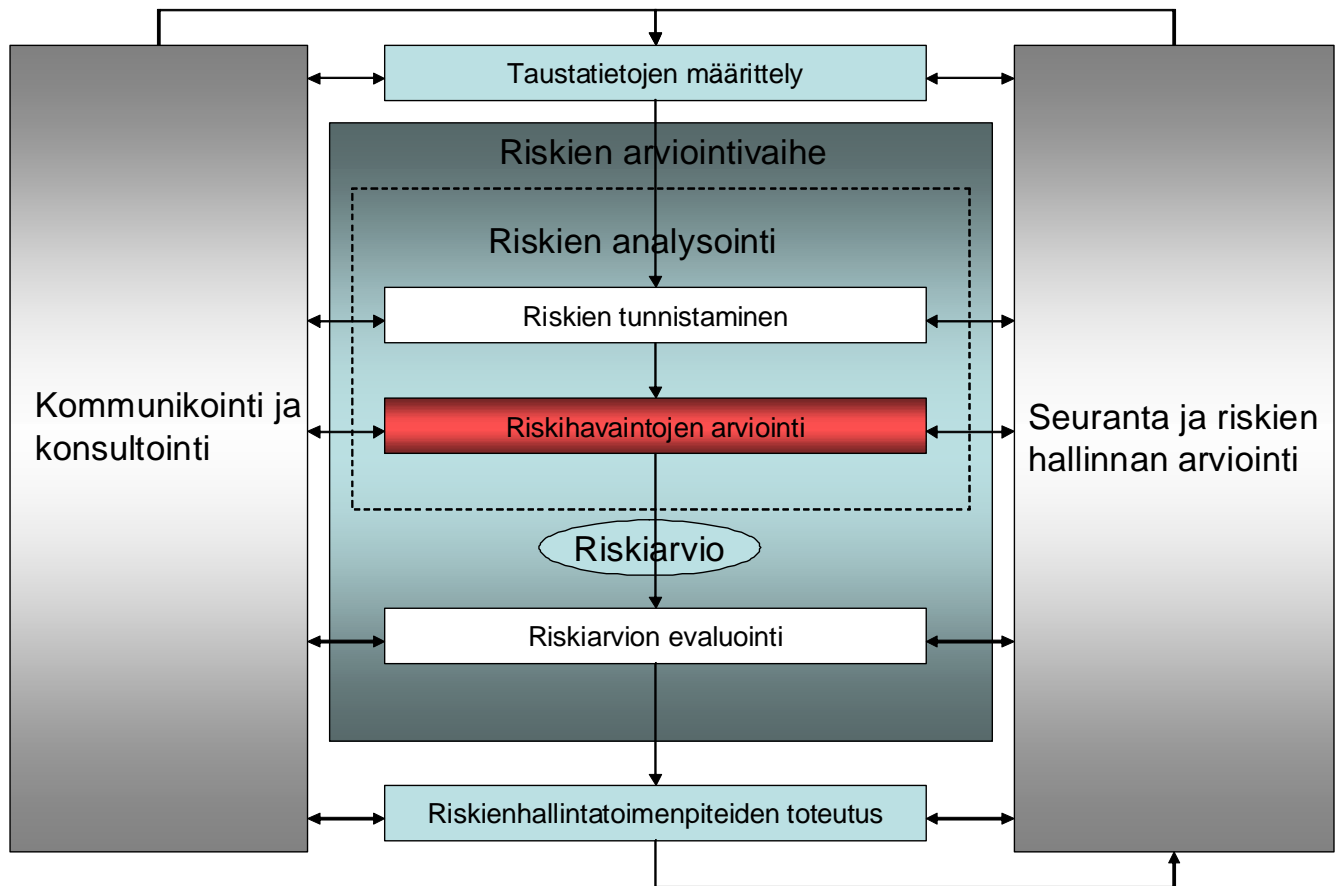 Taustatietojen määrittely
Riskien arviointivaihe
Riskien analysointi
Riskien tunnistaminen
Kommunikointi ja
konsultointi
Riskihavaintojen arviointi
Seuranta ja riskien
hallinnan arviointi
Riskiarvio
Riskiarvion evaluointi
Riskienhallintatoimenpiteiden toteutus